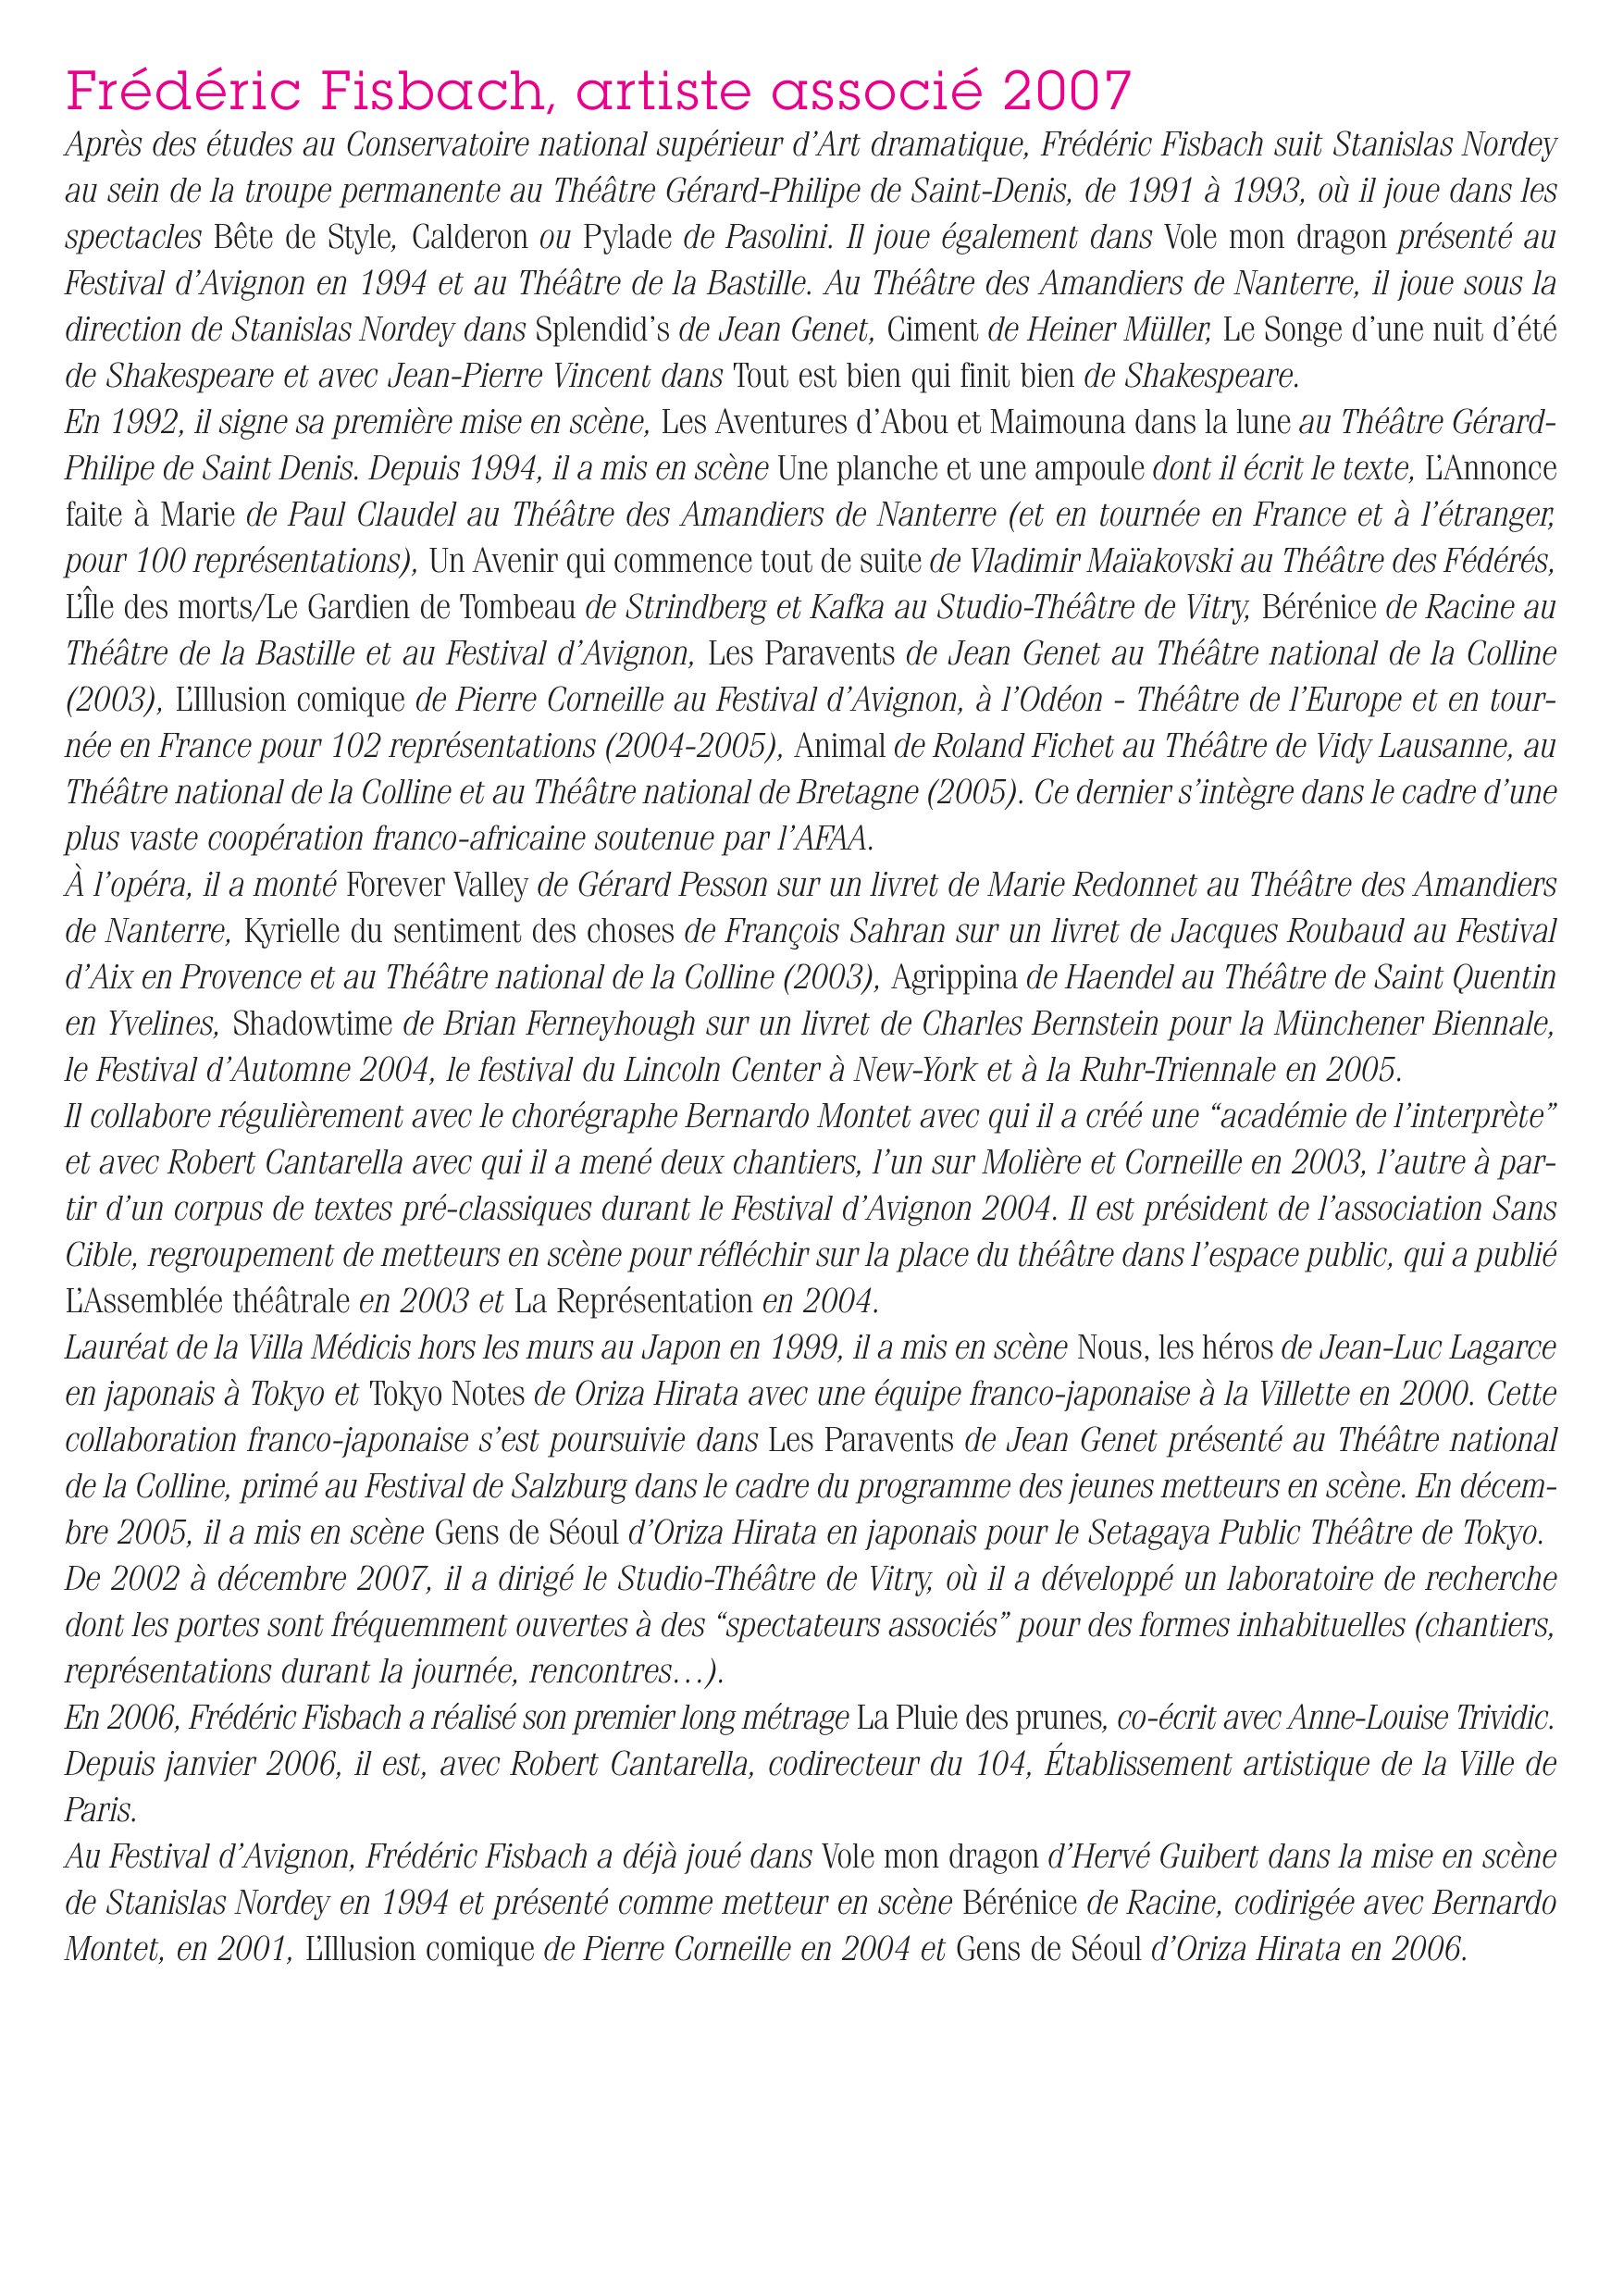 Frédéric Fisbach, artiste associé 2007
Après des études au Conservatoire national supérieur d’Art dramatique, Frédéric Fisbach suit Stanislas Nordey
au sein de la troupe permanente au Théâtre Gérard-Philipe de Saint-Denis, de 1991 à 1993, où il joue dans les
spectacles Bête de Style, Calderon ou Pylade de Pasolini. Il joue également dans Vole mon dragon présenté au
Festival d’Avignon en 1994 et au Théâtre de la Bastille. Au Théâtre des Amandiers de Nanterre, il joue sous la
direction de Stanislas Nordey dans Splendid’s de Jean Genet, Ciment de Heiner Müller, Le Songe d’une nuit d’été
de Shakespeare et avec Jean-Pierre Vincent dans Tout est bien qui finit bien de Shakespeare.
En 1992, il signe sa première mise en scène, Les Aventures d’Abou et Maimouna dans la lune au Théâtre Gérard-
Philipe de Saint Denis. Depuis 1994, il a mis en scène Une planche et une ampoule dont il écrit le texte, L’Annonce
faite à Marie de Paul Claudel au Théâtre des Amandiers de Nanterre (et en tournée en France et à l’étranger,
pour 100 représentations), Un Avenir qui commence tout de suite de Vladimir Maïakovski au Théâtre des Fédérés,
L’Île des morts/Le Gardien de Tombeau de Strindberg et Kafka au Studio-Théâtre de Vitry, Bérénice de Racine au
Théâtre de la Bastille et au Festival d’Avignon, Les Paravents de Jean Genet au Théâtre national de la Colline
(2003), L’Illusion comique de Pierre Corneille au Festival d’Avignon, à l’Odéon - Théâtre de l’Europe et en tour-
née en France pour 102 représentations (2004-2005), Animal de Roland Fichet au Théâtre de Vidy Lausanne, au
Théâtre national de la Colline et au Théâtre national de Bretagne (2005). Ce dernier s’intègre dans le cadre d’une
plus vaste coopération franco-africaine soutenue par l’AFAA.
À l’opéra, il a monté Forever Valley de Gérard Pesson sur un livret de Marie Redonnet au Théâtre des Amandiers
de Nanterre, Kyrielle du sentiment des choses de François Sahran sur un livret de Jacques Roubaud au Festival
d’Aix en Provence et au Théâtre national de la Colline (2003), Agrippina de Haendel au Théâtre de Saint Quentin
en Yvelines, Shadowtime de Brian Ferneyhough sur un livret de Charles Bernstein pour la Münchener Biennale,
le Festival d’Automne 2004, le festival du Lincoln Center à New-York et à la Ruhr-Triennale en 2005.
Il collabore régulièrement avec le chorégraphe Bernardo Montet avec qui il a créé une “académie de l’interprète”
et avec Robert Cantarella avec qui il a mené deux chantiers, l’un sur Molière et Corneille en 2003, l’autre à par-
tir d’un corpus de textes pré-classiques durant le Festival d’Avignon 2004. Il est président de l’association Sans
Cible, regroupement de metteurs en scène pour réfléchir sur la place du théâtre dans l’espace public, qui a publié
L’Assemblée théâtrale en 2003 et La Représentation en 2004.
Lauréat de la Villa Médicis hors les murs au Japon en 1999, il a mis en scène Nous, les héros de Jean-Luc Lagarce
en japonais à Tokyo et Tokyo Notes de Oriza Hirata avec une équipe franco-japonaise à la Villette en 2000. Cette
collaboration franco-japonaise s’est poursuivie dans Les Paravents de Jean Genet présenté au Théâtre national
de la Colline, primé au Festival de Salzburg dans le cadre du programme des jeunes metteurs en scène. En décem-
bre 2005, il a mis en scène Gens de Séoul d’Oriza Hirata en japonais pour le Setagaya Public Théâtre de Tokyo.
De 2002 à décembre 2007, il a dirigé le Studio-Théâtre de Vitry, où il a développé un laboratoire de recherche
dont les portes sont fréquemment ouvertes à des “spectateurs associés” pour des formes inhabituelles (chantiers,
représentations durant la journée, rencontres…).
En 2006, Frédéric Fisbach a réalisé son premier long métrage La Pluie des prunes, co-écrit avec Anne-Louise Trividic.
Depuis janvier 2006, il est, avec Robert Cantarella, codirecteur du 104, Établissement artistique de la Ville de
Paris.
Au Festival d’Avignon, Frédéric Fisbach a déjà joué dans Vole mon dragon d’Hervé Guibert dans la mise en scène
de Stanislas Nordey en 1994 et présenté comme metteur en scène Bérénice de Racine, codirigée avec Bernardo
Montet, en 2001, L’Illusion comique de Pierre Corneille en 2004 et Gens de Séoul d’Oriza Hirata en 2006.